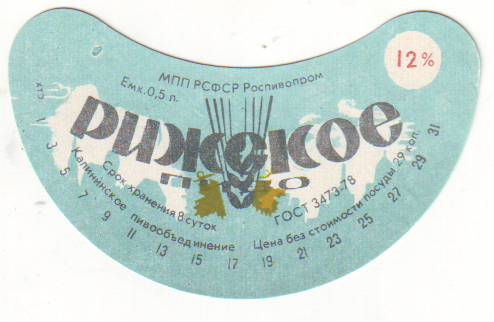 МПП РСФСР Роспивопром
12%
Емк. 0,5 л.
РИЖСКОЕ
ПИВО
Срок хранения 8 суток
ГОСТ 3473-78
Калининское пивообъединение
Цена без стоимости посуды 29 коп.
1 3 5 7 9 11 13 15 17 19 21 23 25 27 29 31